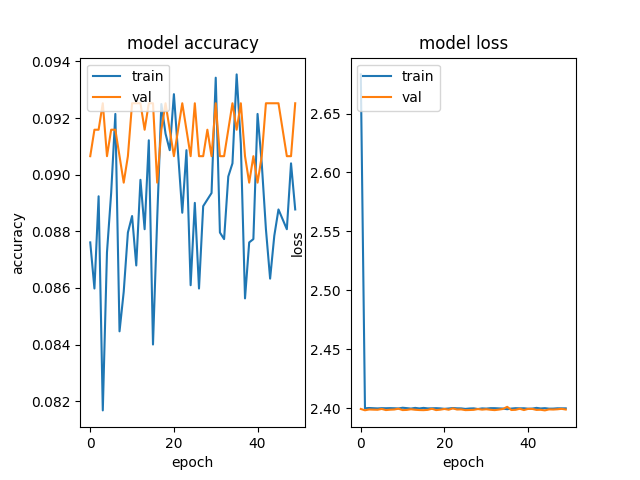 model accuracy
train
val
0.094
0.092
0.090
0.088
0.086
0.084
0.082
accuracy
0
20
40
epoch
model loss
train
val
2.65
2.60
2.55
2.50
2.45
2.40
loss
0
20
40
epoch